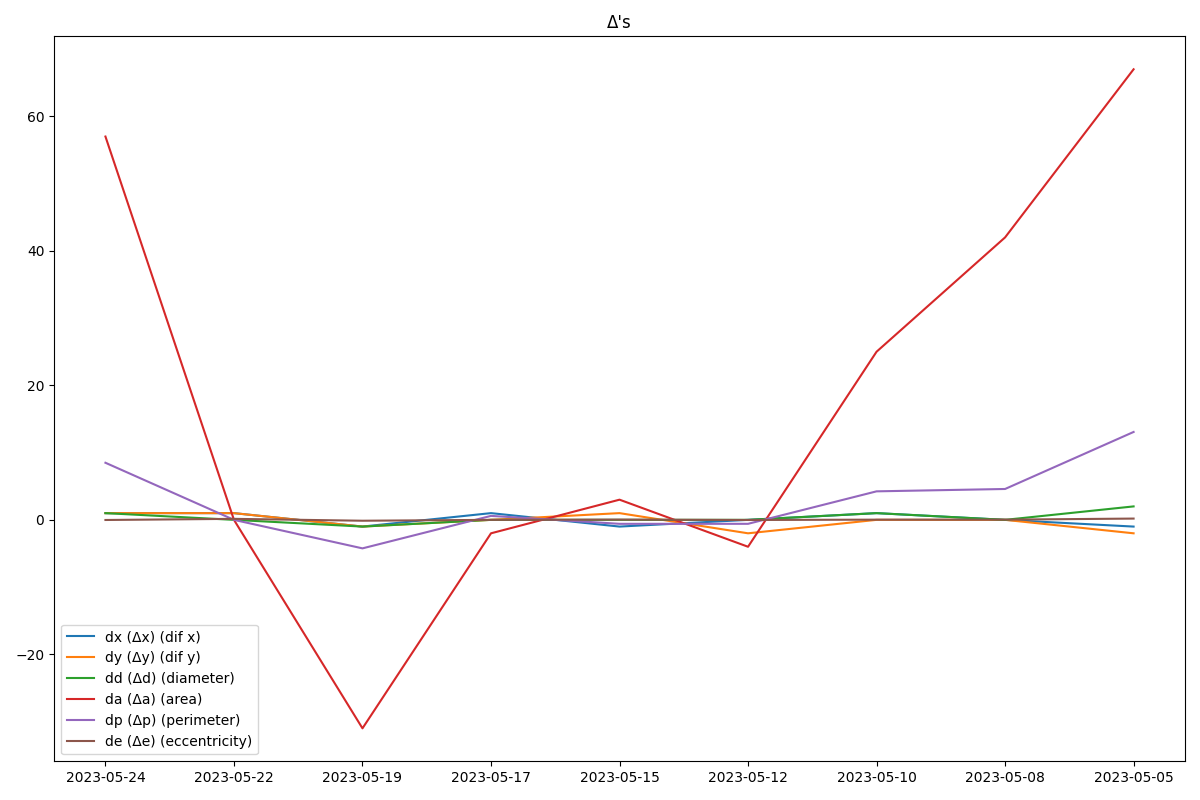 Δ's
60
40
20
0
−20
dx (Δx) (dif x)
dy (Δy) (dif y)
dd (Δd) (diameter)
da (Δa) (area)
dp (Δp) (perimeter)
de (Δe) (eccentricity)
2023-05-24 2023-05-22 2023-05-19 2023-05-17 2023-05-15 2023-05-12 2023-05-10 2023-05-08 2023-05-05